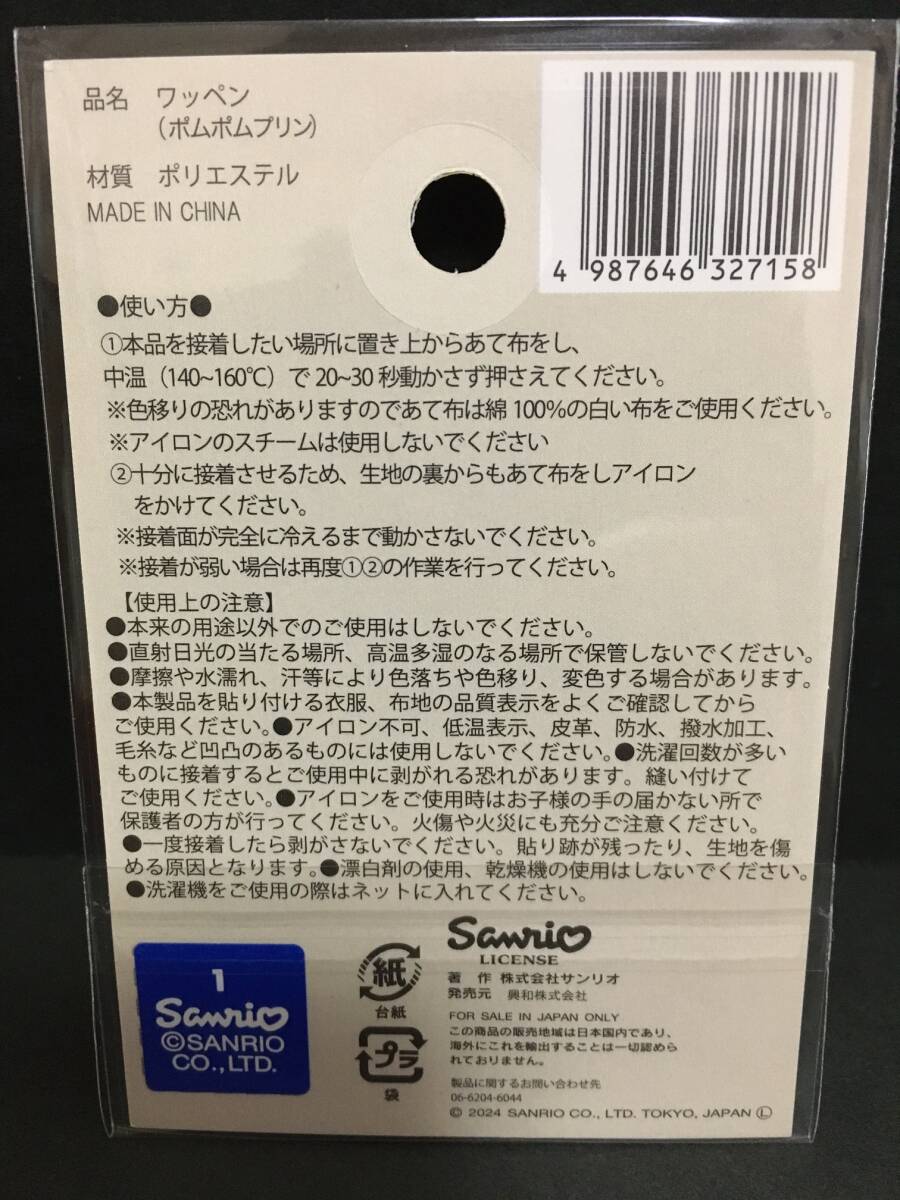 品名 ワッペン
(ポムポムプリン)
材質 ポリエステル
MADE IN CHINA
4 987646 327158
●使い方●
①本品を接着したい場所に置き上からあて布をし、
中温（140~160℃）で 20~30 秒動かさず押さえてください。
※色移りの恐れがありますのであて布は綿 100%の白い布をご使用ください。
※アイロンのスチームは使用しないでください
②十分に接着させるため、生地の裏からもあて布をしアイロン
をかけてください。
※接着面が完全に冷えるまで動かさないでください。
※接着が弱い場合は再度①②の作業を行ってください。
【使用上の注意】
●本来の用途以外でのご使用はしないでください。
●直射日光の当たる場所、高温多湿のなる場所で保管しないでください。
●摩擦や水濡れ、汗等により色落ちや色移り、変色する場合があります。
●本製品を貼り付ける衣服、布地の品質表示をよくご確認してから
ご使用ください。●アイロン不可、低温表示、皮革、防水、撥水加工、
毛糸など凹凸のあるものには使用しないでください。●洗濯回数が多い
ものに接着するとご使用中に剥がれる恐れがあります。縫い付けて
ご使用ください。●アイロンをご使用時はお子様の手の届かない所で
保護者の方が行ってください。火傷や火災にも充分ご注意ください。
●一度接着したら剥がさないでください。貼り跡が残ったり、生地を傷
める原因となります。●漂白剤の使用、乾燥機の使用はしないでください。
●洗濯機をご使用の際はネットに入れてください。
1
Sanrio
©SANRIO
CO.,LTD.
紙
台紙
プラ
袋
Sanrio
LICENSE
著 作 株式会社サンリオ
発売元 興和株式会社
FOR SALE IN JAPAN ONLY
この商品の販売地域は日本国内であり、
海外にこれを輸出することは一切認めら
れておりません。
製品に関するお問い合わせ先
06-6204-6044
© 2024 SANRIO CO., LTD. TOKYO, JAPAN Ⓛ